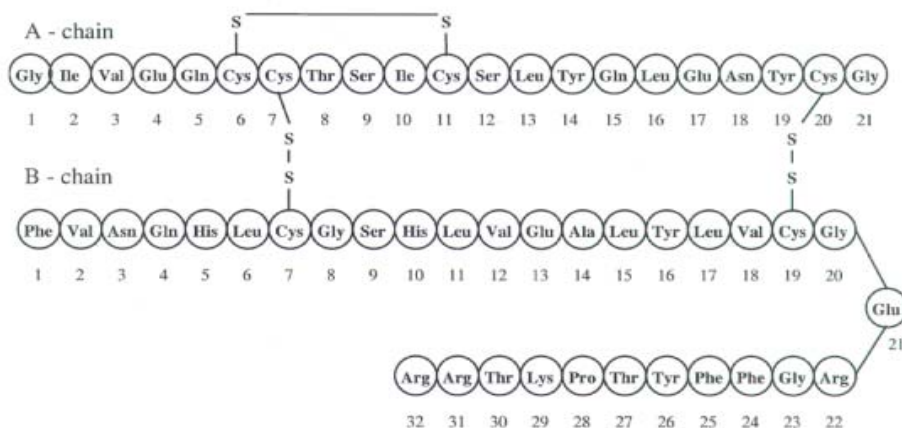 S S
A - chain
Gly Ile Val Glu Gln Cys Cys Thr Ser Ile Cys Ser Leu Tyr Gln Leu Glu Asn Tyr Cys Gly
1 2 3 4 5 6 7 8 9 10 11 12 13 14 15 16 17 18 19 20 21
S S
S S
B - chain
Phe Val Asn Gln His Leu Cys Gly Ser His Leu Val Glu Ala Leu Tyr Leu Val Cys Gly
1 2 3 4 5 6 7 8 9 10 11 12 13 14 15 16 17 18 19 20
Glu
21
Arg Arg Thr Lys Pro Thr Tyr Phe Phe Gly Arg
32 31 30 29 28 27 26 25 24 23 22